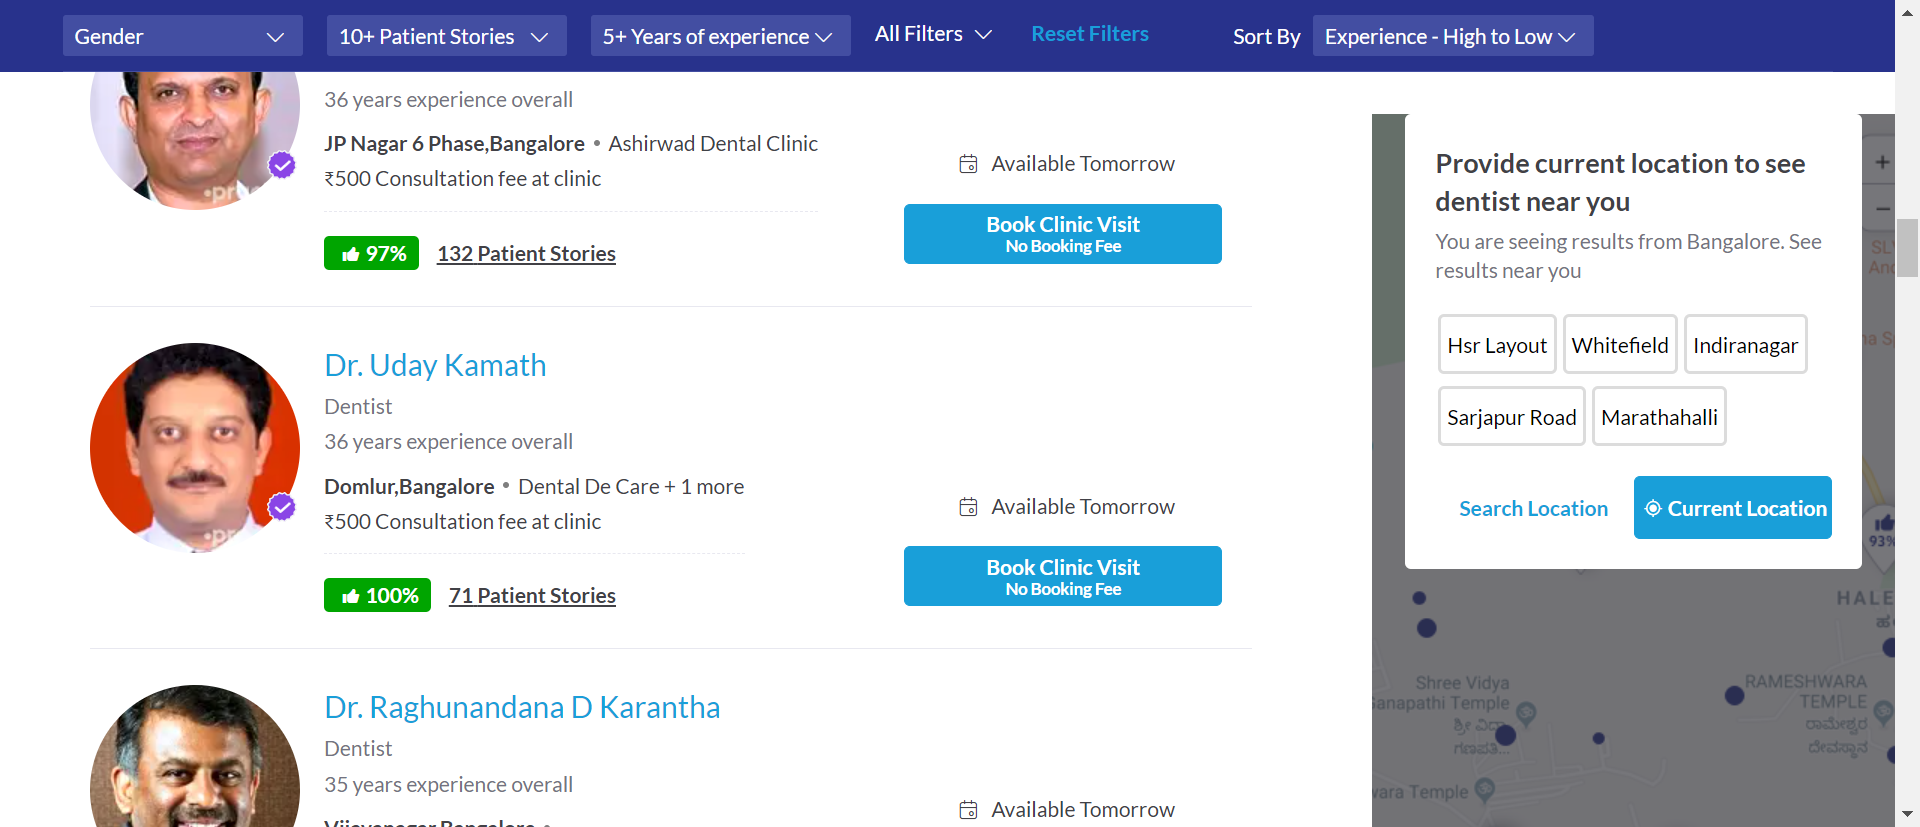 Gender
10+ Patient Stories
5+ Years of experience
All Filters
Reset Filters
Sort By
Experience - High to Low
36 years experience overall
JP Nagar 6 Phase,Bangalore • Ashirwad Dental Clinic
₹500 Consultation fee at clinic
97%
132 Patient Stories
Available Tomorrow
Book Clinic Visit
No Booking Fee
Dr. Uday Kamath
Dentist
36 years experience overall
Domlur,Bangalore • Dental De Care + 1 more
₹500 Consultation fee at clinic
100%
71 Patient Stories
Available Tomorrow
Book Clinic Visit
No Booking Fee
Dr. Raghunandana D Karantha
Dentist
35 years experience overall
Available Tomorrow
Provide current location to see
dentist near you
You are seeing results from Bangalore. See
results near you
Hsr Layout
Whitefield
Indiranagar
Sarjapur Road
Marathahalli
Search Location
Current Location
93%
HALE
Shree Vidya
Temple
ಶ್ರೀ ವಿದ್ಯಾ
ಗಣಪತಿ...
RAMESHWARA
TEMPLE
ರಾಮೇಶ್ವರ
ದೇವಸ್ಥಾನ
Temple